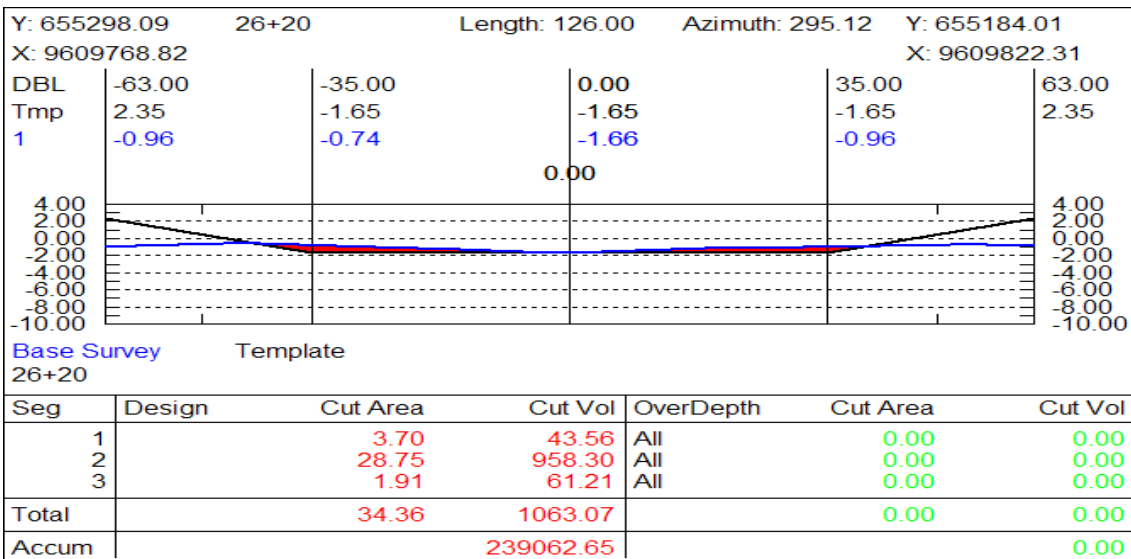 Y: 655298.09 26+20 Length: 126.00 Azimuth: 295.12 Y: 655184.01
X: 9609768.82 X: 9609822.31
DBL -63.00 -35.00 0.00 35.00 63.00
Tmp 2.35 -1.65 -1.65 -1.65 2.35
1 -0.96 -0.74 -1.66 -0.96
0.00
4.00 4.00
2.00 2.00
0.00 0.00
-2.00 -2.00
-4.00 -4.00
-6.00 -6.00
-8.00 -8.00
-10.00 -10.00
Base Survey Template
26+20
Seg Design Cut Area Cut Vol OverDepth Cut Area Cut Vol
1 3.70 43.56 All 0.00 0.00
2 28.75 958.30 All 0.00 0.00
3 1.91 61.21 All 0.00 0.00
Total 34.36 1063.07 0.00 0.00
Accum 239062.65 0.00